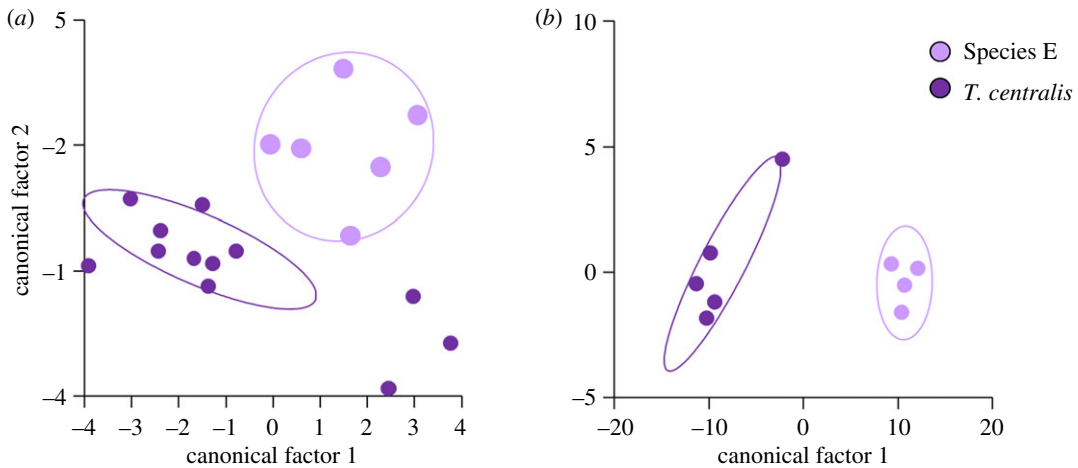 (a)
5
–2
–1
–4
canonical factor 2
–4 –3 –2 –1 0 1 2 3 4
canonical factor 1
(b)
10
5
0
–5
–20 –10 0 10 20
canonical factor 1
Species E
T. centralis